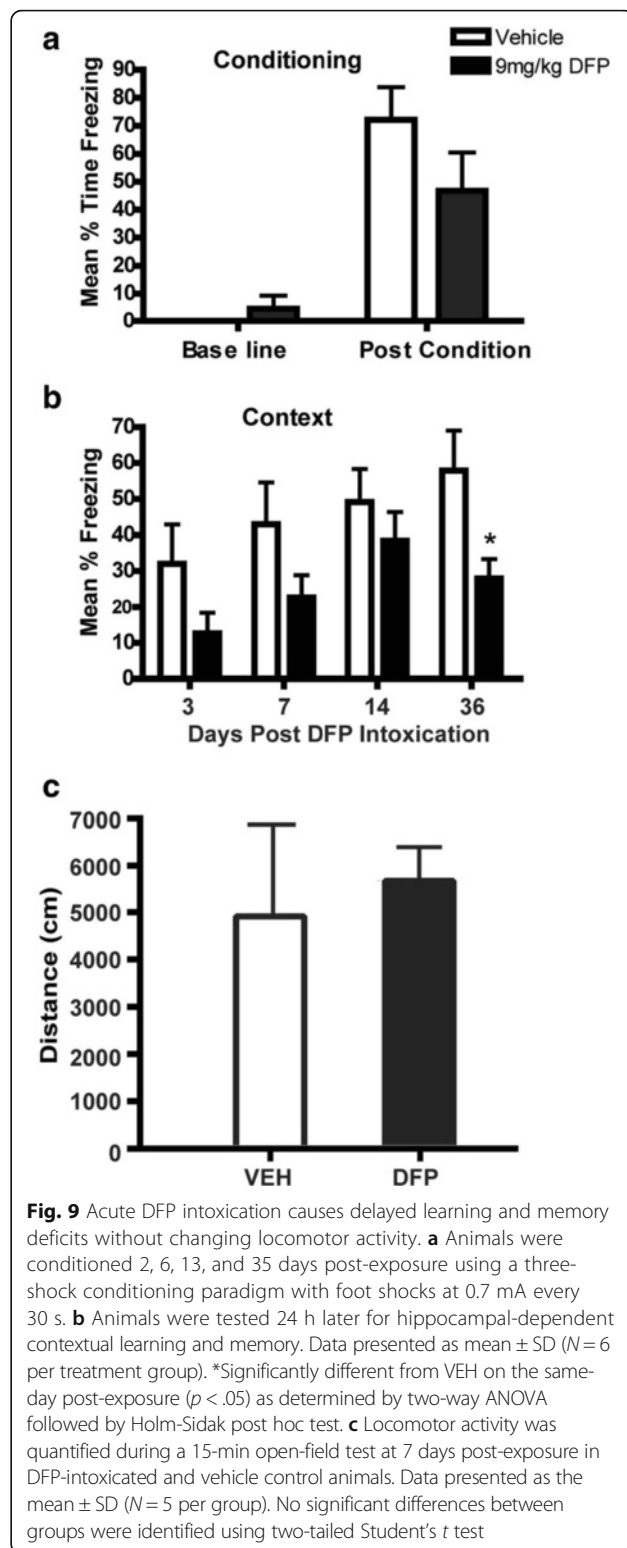 a
Conditioning
Vehicle
9mg/kg DFP
Mean % Time Freezing
90
80
70
60
50
40
30
20
10
0
Base line
Post Condition
b
Context
Mean % Freezing
70
60
50
40
30
20
10
0
*
3
7
14
36
Days Post DFP Intoxication
c
Distance (cm)
7000
6000
5000
4000
3000
2000
1000
0
VEH
DFP
Fig. 9 Acute DFP intoxication causes delayed learning and memory
deficits without changing locomotor activity. a Animals were
conditioned 2, 6, 13, and 35 days post-exposure using a three-
shock conditioning paradigm with foot shocks at 0.7 mA every
30 s. b Animals were tested 24 h later for hippocampal-dependent
contextual learning and memory. Data presented as mean ± SD (N = 6
per treatment group). *Significantly different from VEH on the same-
day post-exposure (p < .05) as determined by two-way ANOVA
followed by Holm-Sidak post hoc test. c Locomotor activity was
quantified during a 15-min open-field test at 7 days post-exposure in
DFP-intoxicated and vehicle control animals. Data presented as the
mean ± SD (N = 5 per group). No significant differences between
groups were identified using two-tailed Student's t test